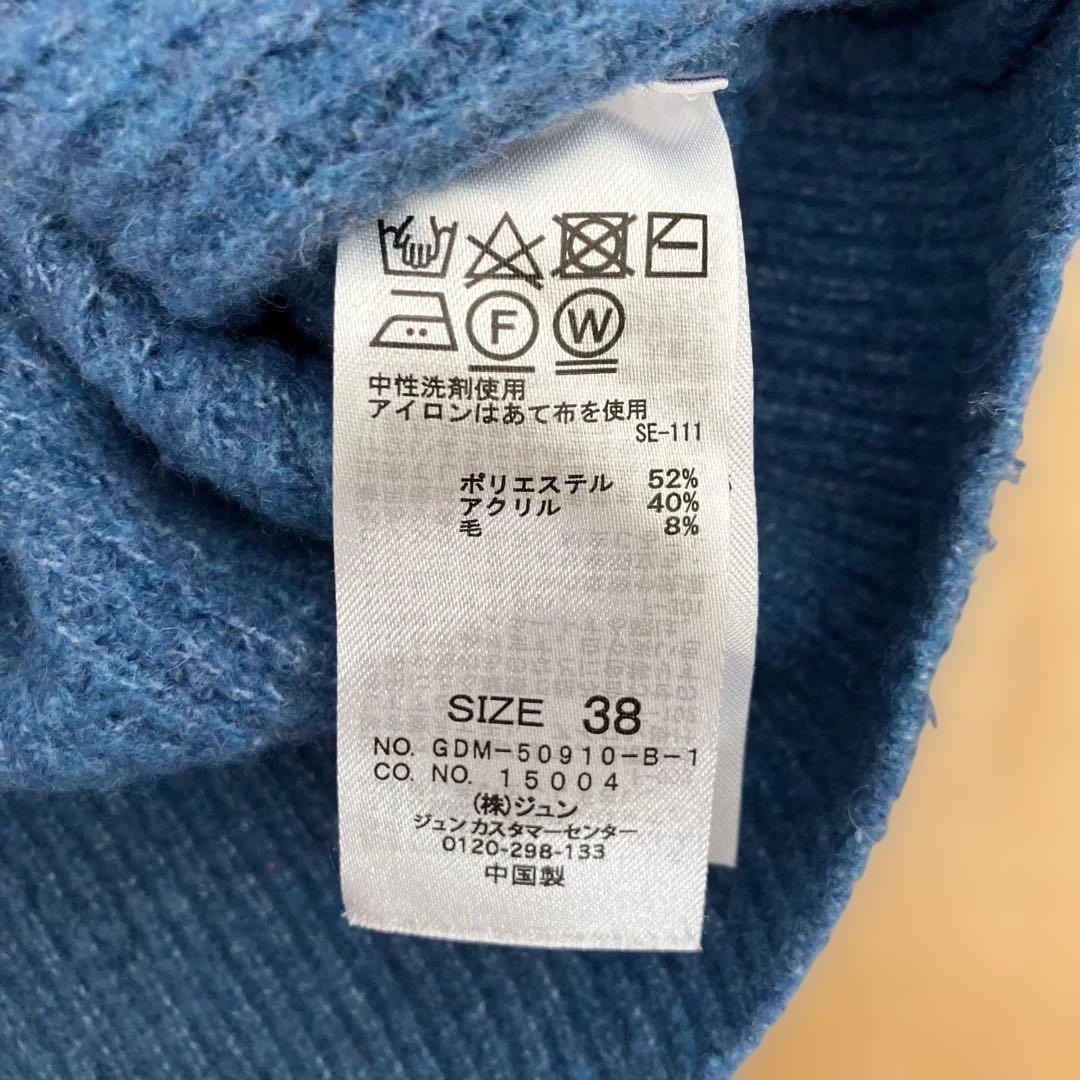 F W
中性洗剤使用
アイロンはあて布を使用
SE-111
ポリエステル 52%
アクリル 40%
毛 8%
SIZE 38
NO. GDM-50910-B-1
CO. NO. 15004
(株)ジュン
ジュンカスタマーセンター
0120-298-133
中国製